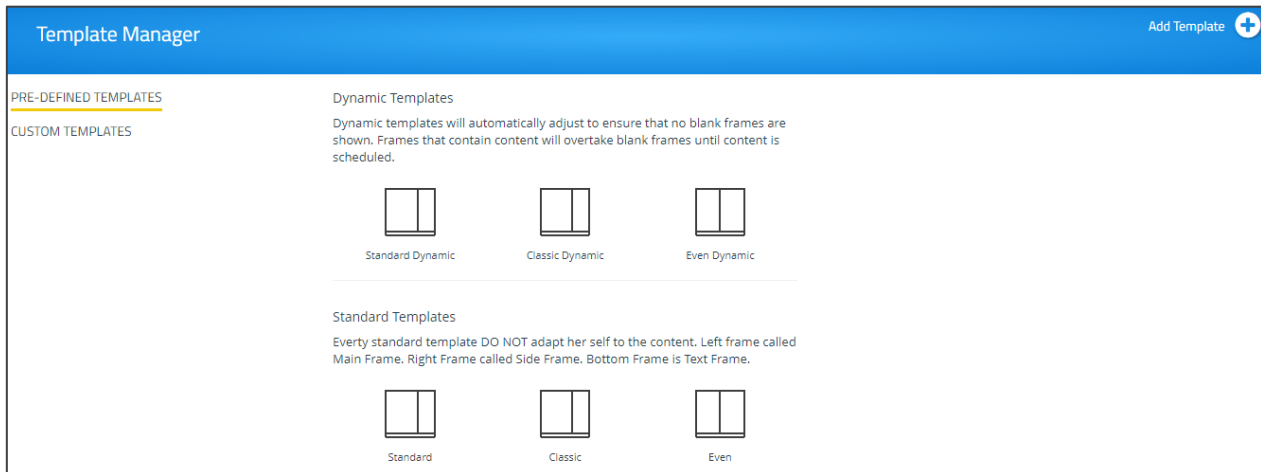 Template Manager
Add Template
PRE-DEFINED TEMPLATES
CUSTOM TEMPLATES
Dynamic Templates
Dynamic templates will automatically adjust to ensure that no blank frames are
shown. Frames that contain content will overtake blank frames until content is
scheduled.
Standard Dynamic
Classic Dynamic
Even Dynamic
Standard Templates
Everty standard template DO NOT adapt her self to the content. Left frame called
Main Frame. Right Frame called Side Frame. Bottom Frame is Text Frame.
Standard
Classic
Even